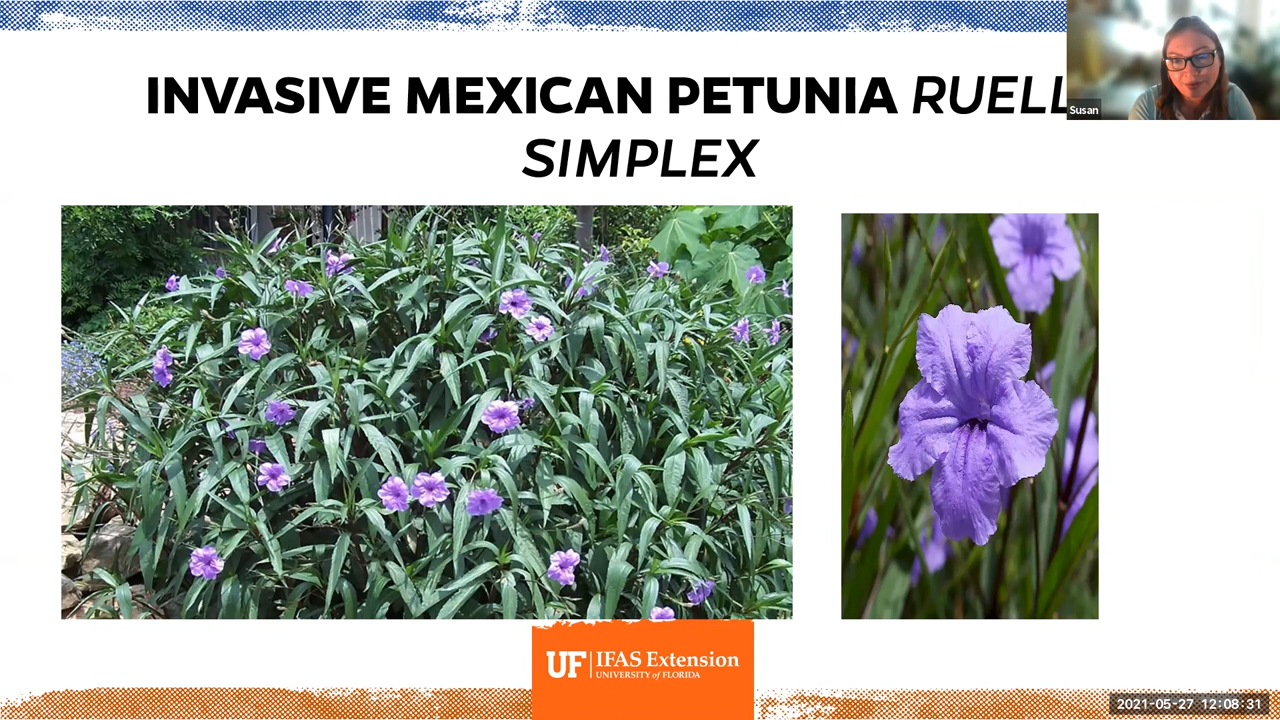 INVASIVE MEXICAN PETUNIA RUELL
SIMPLEX
Susan
UF IFAS Extension
UNIVERSITY of FLORIDA
2021-05-27 12:08:31